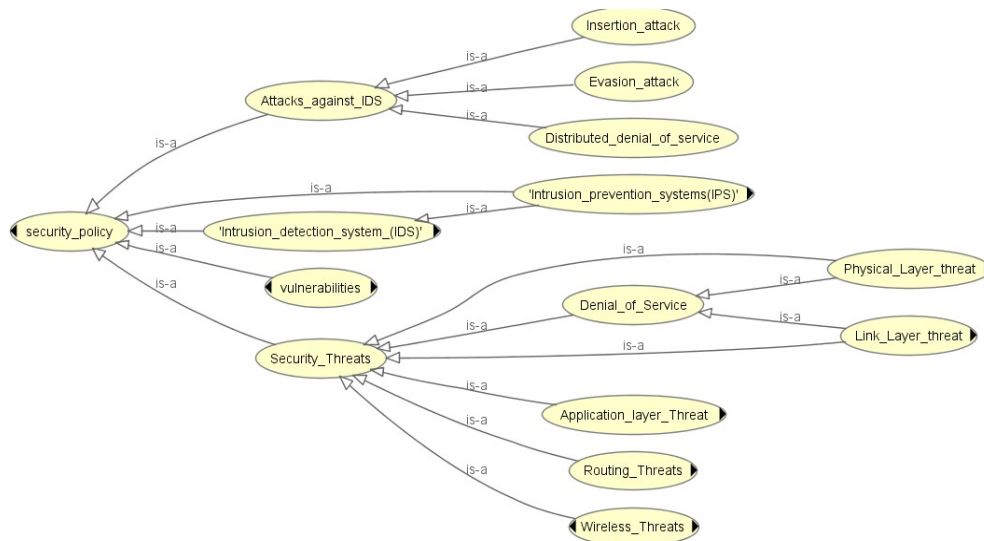 Insertion_attack
is-a
Evasion_attack
is-a
Attacks_against_IDS
is-a
Distributed_denial_of_service
is-a
is-a
'Intrusion_prevention_systems(IPS)'
is-a
security_policy
is-a
'Intrusion_detection_system_(IDS)'
is-a
is-a
vulnerabilities
is-a
Physical_Layer_threat
is-a
Denial_of_Service
is-a
is-a
Link_Layer_threat
is-a
Security_Threats
is-a
Application_layer_Threat
is-a
Routing_Threats
is-a
Wireless_Threats